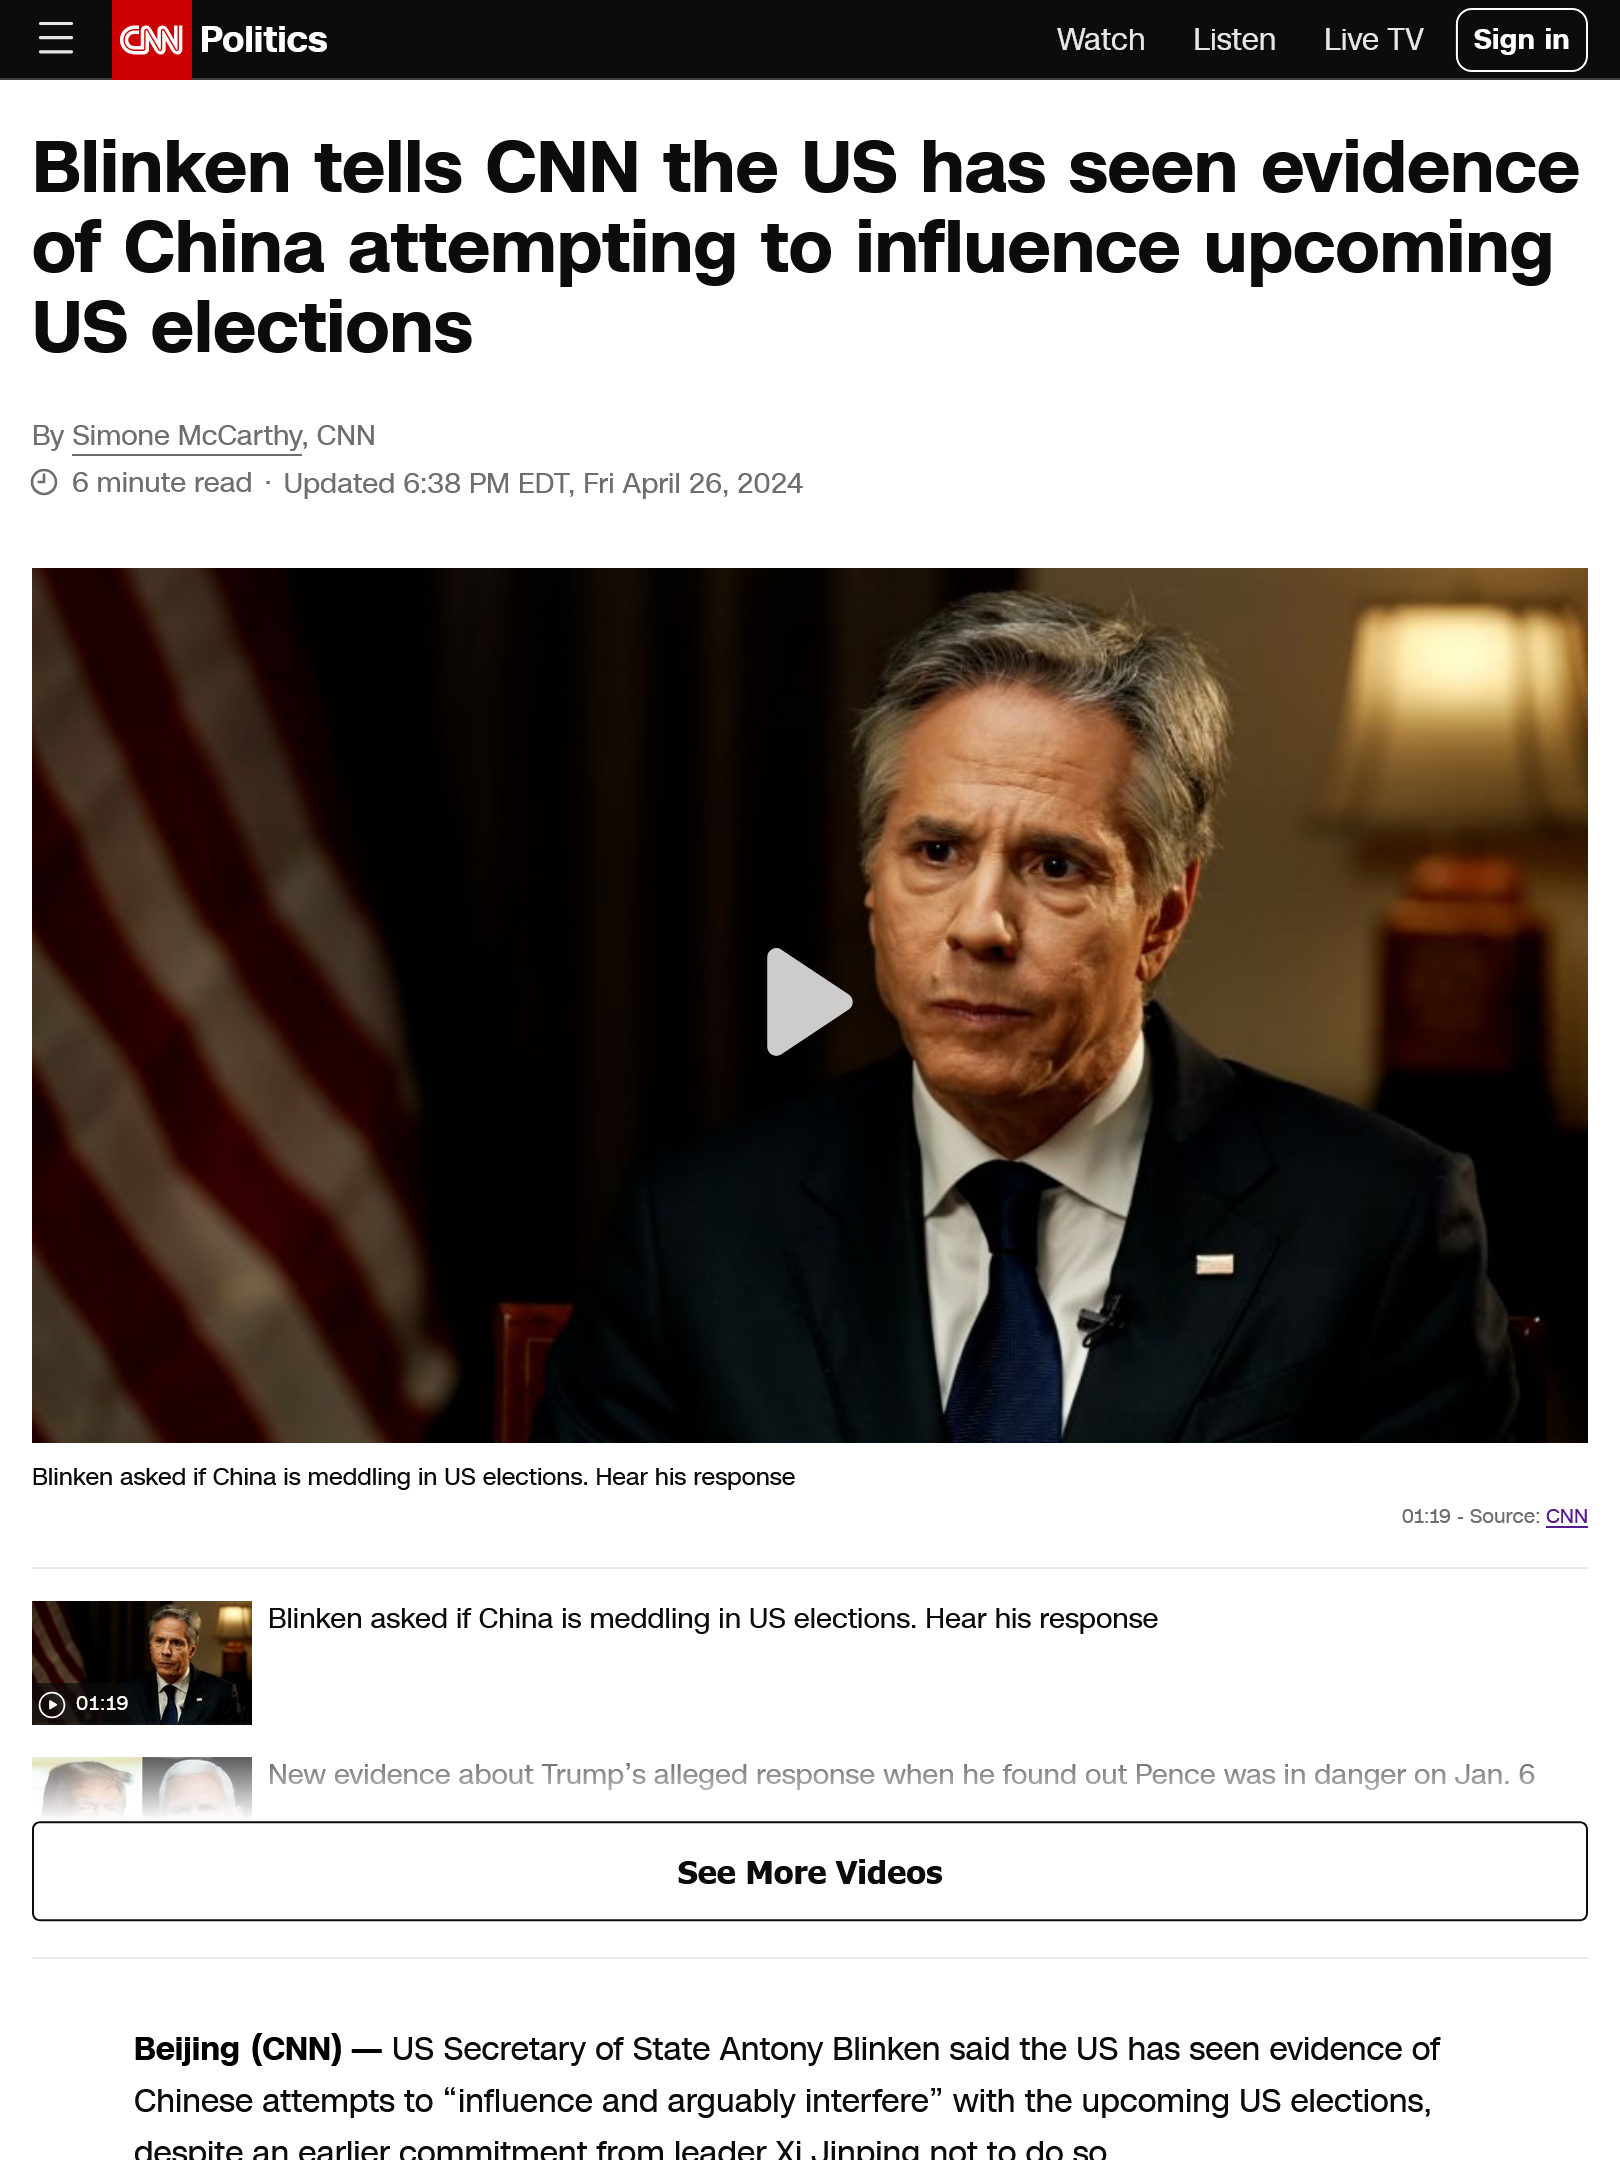 CNN Politics
Watch
Listen
Live TV
Sign in
Blinken tells CNN the US has seen evidence
of China attempting to influence upcoming
US elections
By Simone McCarthy, CNN
6 minute read · Updated 6:38 PM EDT, Fri April 26, 2024
Blinken asked if China is meddling in US elections. Hear his response
01:19 - Source: CNN
Blinken asked if China is meddling in US elections. Hear his response
01:19
New evidence about Trump’s alleged response when he found out Pence was in danger on Jan. 6
See More Videos
Beijing (CNN) — US Secretary of State Antony Blinken said the US has seen evidence of
Chinese attempts to “influence and arguably interfere” with the upcoming US elections,
despite an earlier commitment from leader Xi Jinping not to do so